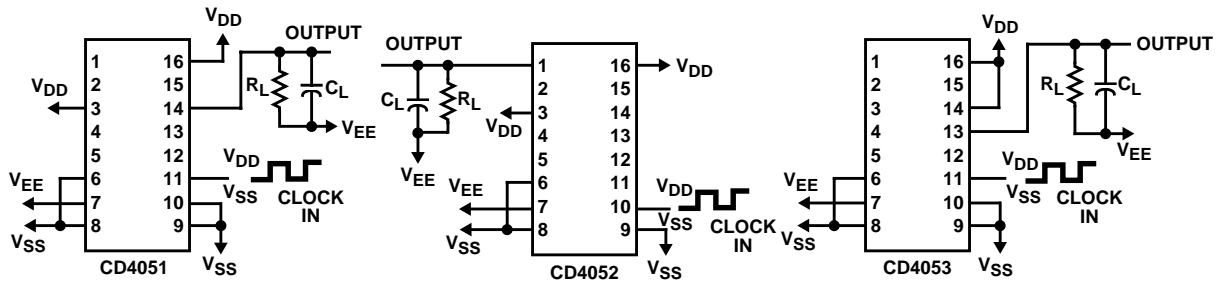 VDD
OUTPUT
1 16
2 15
VDD
3 14
RL
CL
4 13
VEE
5 12
VDD
6 11
VSS
CLOCK
IN
VEE
7 10
VSS
8 9
VSS
CD4051
OUTPUT
1 16
VDD
CL
RL
2 15
VDD
3 14
4 13
VEE
5 12
6 11
VDD
VEE
7 10
VSS
CLOCK
IN
VSS
8 9
VSS
CD4052
VDD
OUTPUT
1 16
2 15
RL
CL
3 14
4 13
VEE
5 12
VDD
6 11
VSS
CLOCK
IN
VEE
7 10
VSS
8 9
VSS
CD4053